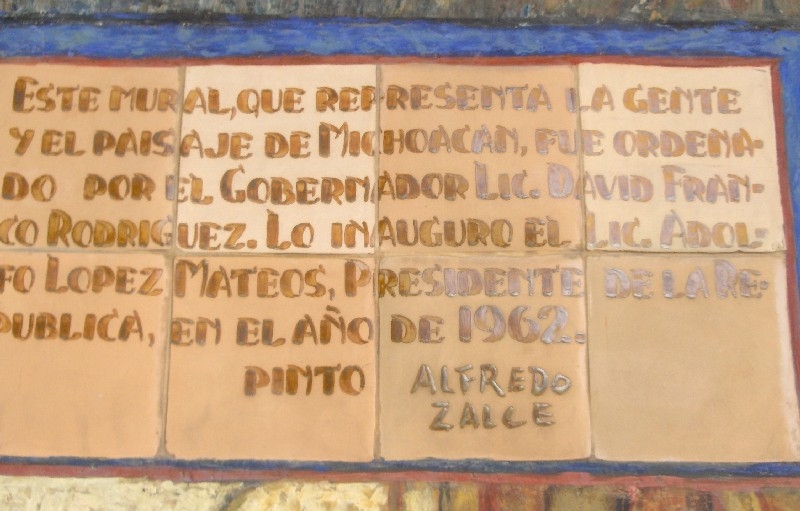 ESTE MURAL, QUE REPRESENTA LA GENTE
Y EL PAISAJE DE MICHOACAN, FUE ORDENA-
DO POR EL GOBERNADOR LIC. DAVID FRAN-
CO RODRIGUEZ. LO INAUGURO EL LIC. ADOL-
FO LOPEZ MATEOS, PRESIDENTE DE LA RE-
PUBLICA, EN EL AÑO DE 1962.
PINTO ALFREDO
ZALCE